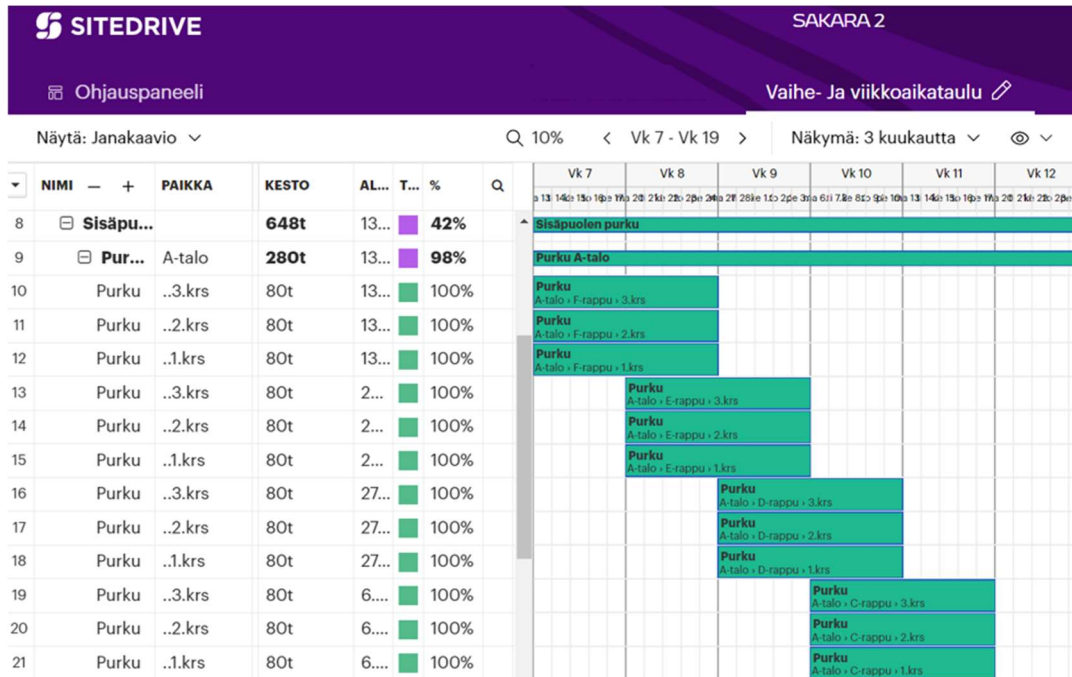 SITEDRIVE
SAKARA 2
Ohjauspaneeli
Vaihe- Ja viikkoaikataulu
Näytä: Janakaavio
10%
< Vk 7 - Vk 19 >
Näkymä: 3 kuukautta
NIMI — + PAIKKA KESTO AL... T... %
Vk 7 Vk 8 Vk 9 Vk 10 Vk 11 Vk 12
8 Sisäpu... 648t 13... 42%
Sisäpuolen purku
9 Pur... A-talo 280t 13... 98%
Purku A-talo
10 Purku ..3.krs 80t 13... 100%
Purku
A-talo › F-rappu › 3.krs
11 Purku ..2.krs 80t 13... 100%
Purku
A-talo › F-rappu › 2.krs
12 Purku ..1.krs 80t 13... 100%
Purku
A-talo › F-rappu › 1.krs
13 Purku ..3.krs 80t 2... 100%
Purku
A-talo › E-rappu › 3.krs
14 Purku ..2.krs 80t 2... 100%
Purku
A-talo › E-rappu › 2.krs
15 Purku ..1.krs 80t 2... 100%
Purku
A-talo › E-rappu › 1.krs
16 Purku ..3.krs 80t 27... 100%
Purku
A-talo › D-rappu › 3.krs
17 Purku ..2.krs 80t 27... 100%
Purku
A-talo › D-rappu › 2.krs
18 Purku ..1.krs 80t 27... 100%
Purku
A-talo › D-rappu › 1.krs
19 Purku ..3.krs 80t 6.... 100%
Purku
A-talo › C-rappu › 3.krs
20 Purku ..2.krs 80t 6.... 100%
Purku
A-talo › C-rappu › 2.krs
21 Purku ..1.krs 80t 6.... 100%
Purku
A-talo › C-rappu › 1.krs